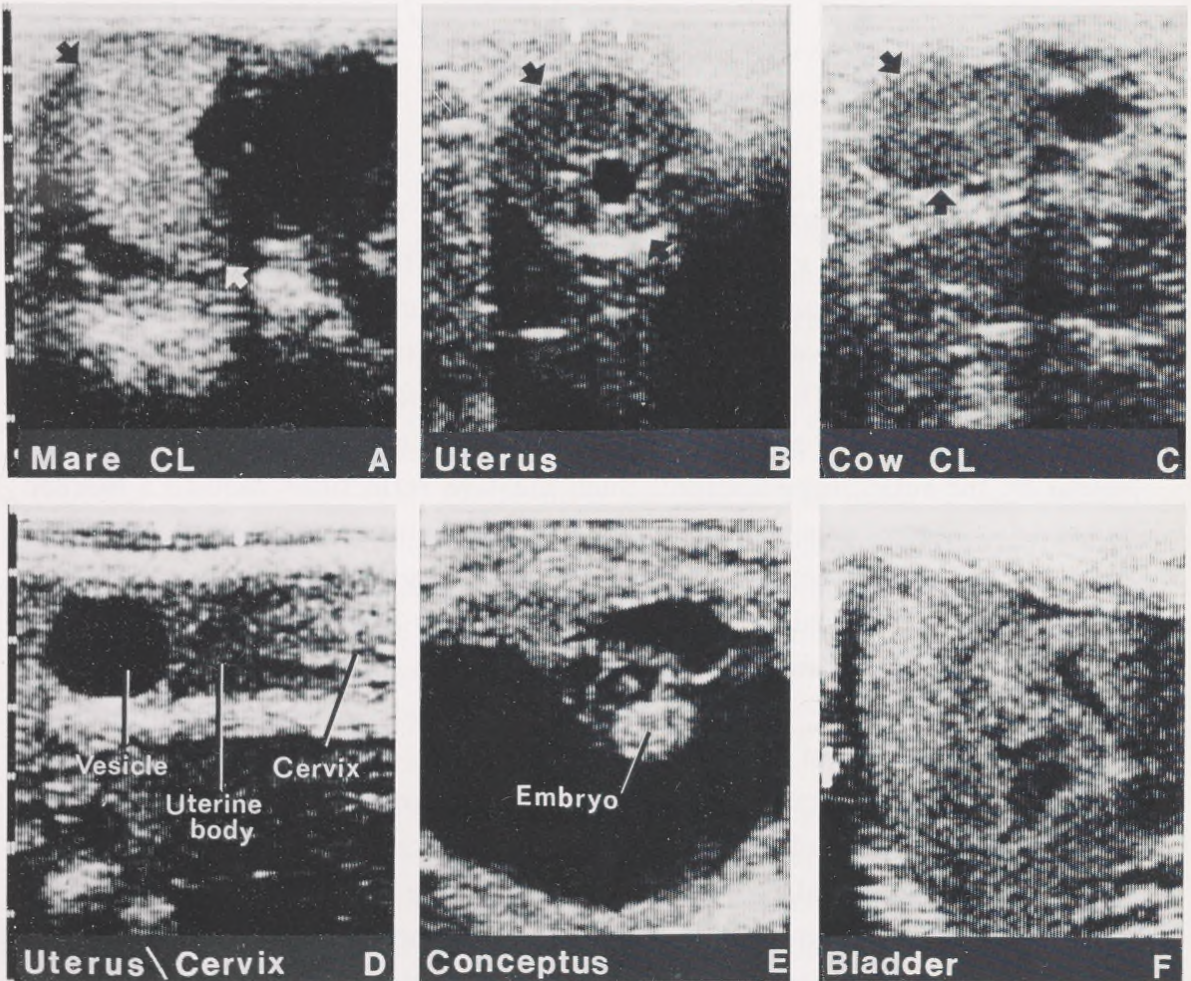 Mare CL A
Uterus B
Cow CL C
Vesicle
Cervix
Uterine
body
Uterus\Cervix D
Embryo
Conceptus E
Bladder F